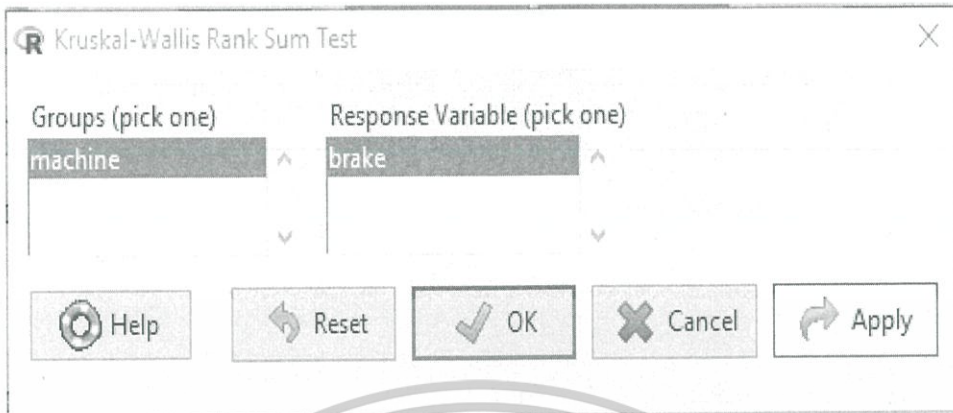 R Kruskal-Wallis Rank Sum Test
Groups (pick one) Response Variable (pick one)
machine brake
Help Reset OK Cancel Apply